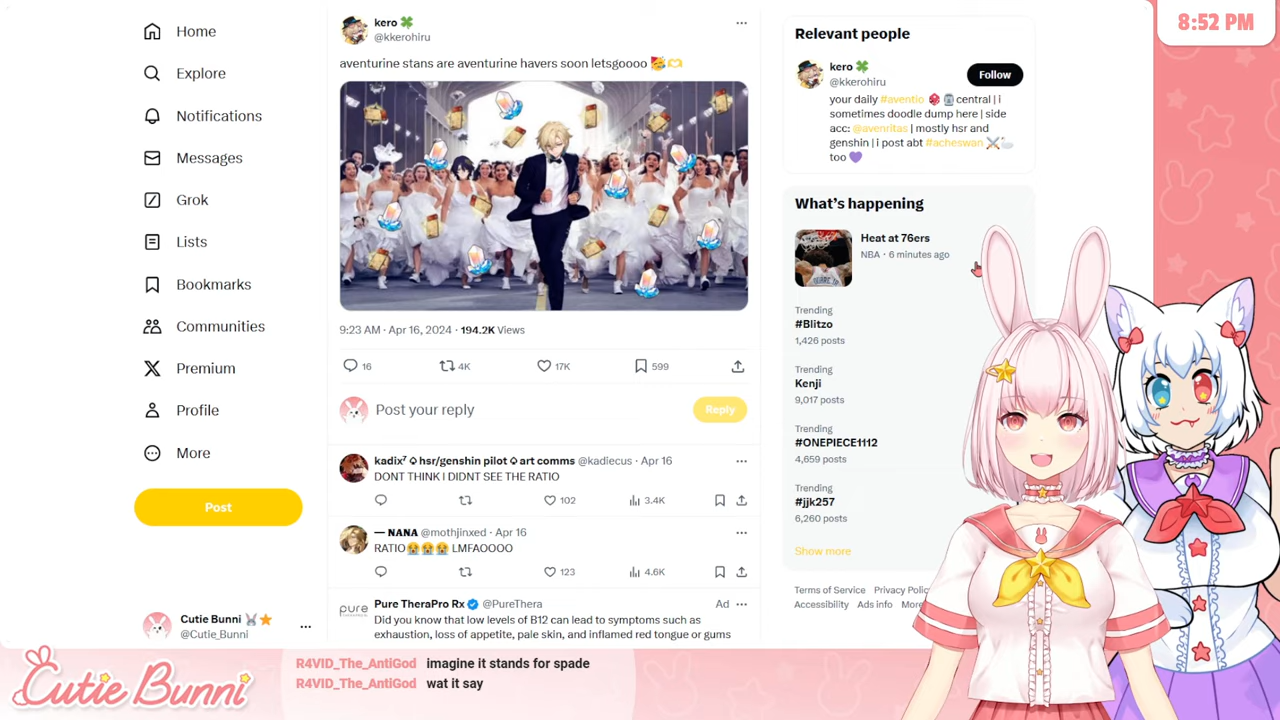 Home
Explore
Notifications
Messages
Grok
Lists
Bookmarks
Communities
Premium
Profile
More
Post
Cutie Bunni 🐰⭐
@Cutie_Bunni
kero 🍀
@kkerohiru
aventurine stans are aventurine havers soon letsgoooo 🥳🫶
9:23 AM · Apr 16, 2024 · 194.2K Views
16
4K
17K
599
Post your reply
Reply
kadix⁷ ♤ hsr/genshin pilot ♤ art comms @kadiecus · Apr 16
DONT THINK I DIDNT SEE THE RATIO
102
3.4K
— NANA @mothjinxed · Apr 16
RATIO😭😭😭 LMFAOOOO
123
4.6K
pure
Pure TheraPro Rx @PureThera
Ad
Did you know that low levels of B12 can lead to symptoms such as
exhaustion, loss of appetite, pale skin, and inflamed red tongue or gums
Relevant people
kero 🍀
@kkerohiru
Follow
your daily #aventio central | i
sometimes doodle dump here | side
acc: @avenritas | mostly hsr and
genshin | i post abt #acheswan ⚔️🦢
too 💜
What's happening
Heat at 76ers
NBA · 6 minutes ago
Trending
#Blitzo
1,426 posts
Trending
Kenji
9,017 posts
Trending
#ONEPIECE1112
4,659 posts
Trending
#jjk257
6,260 posts
Show more
Terms of Service Privacy Polic
Accessibility Ads info More
8:52 PM
R4VID_The_AntiGod imagine it stands for spade
R4VID_The_AntiGod wat it say
Cutie Bunni